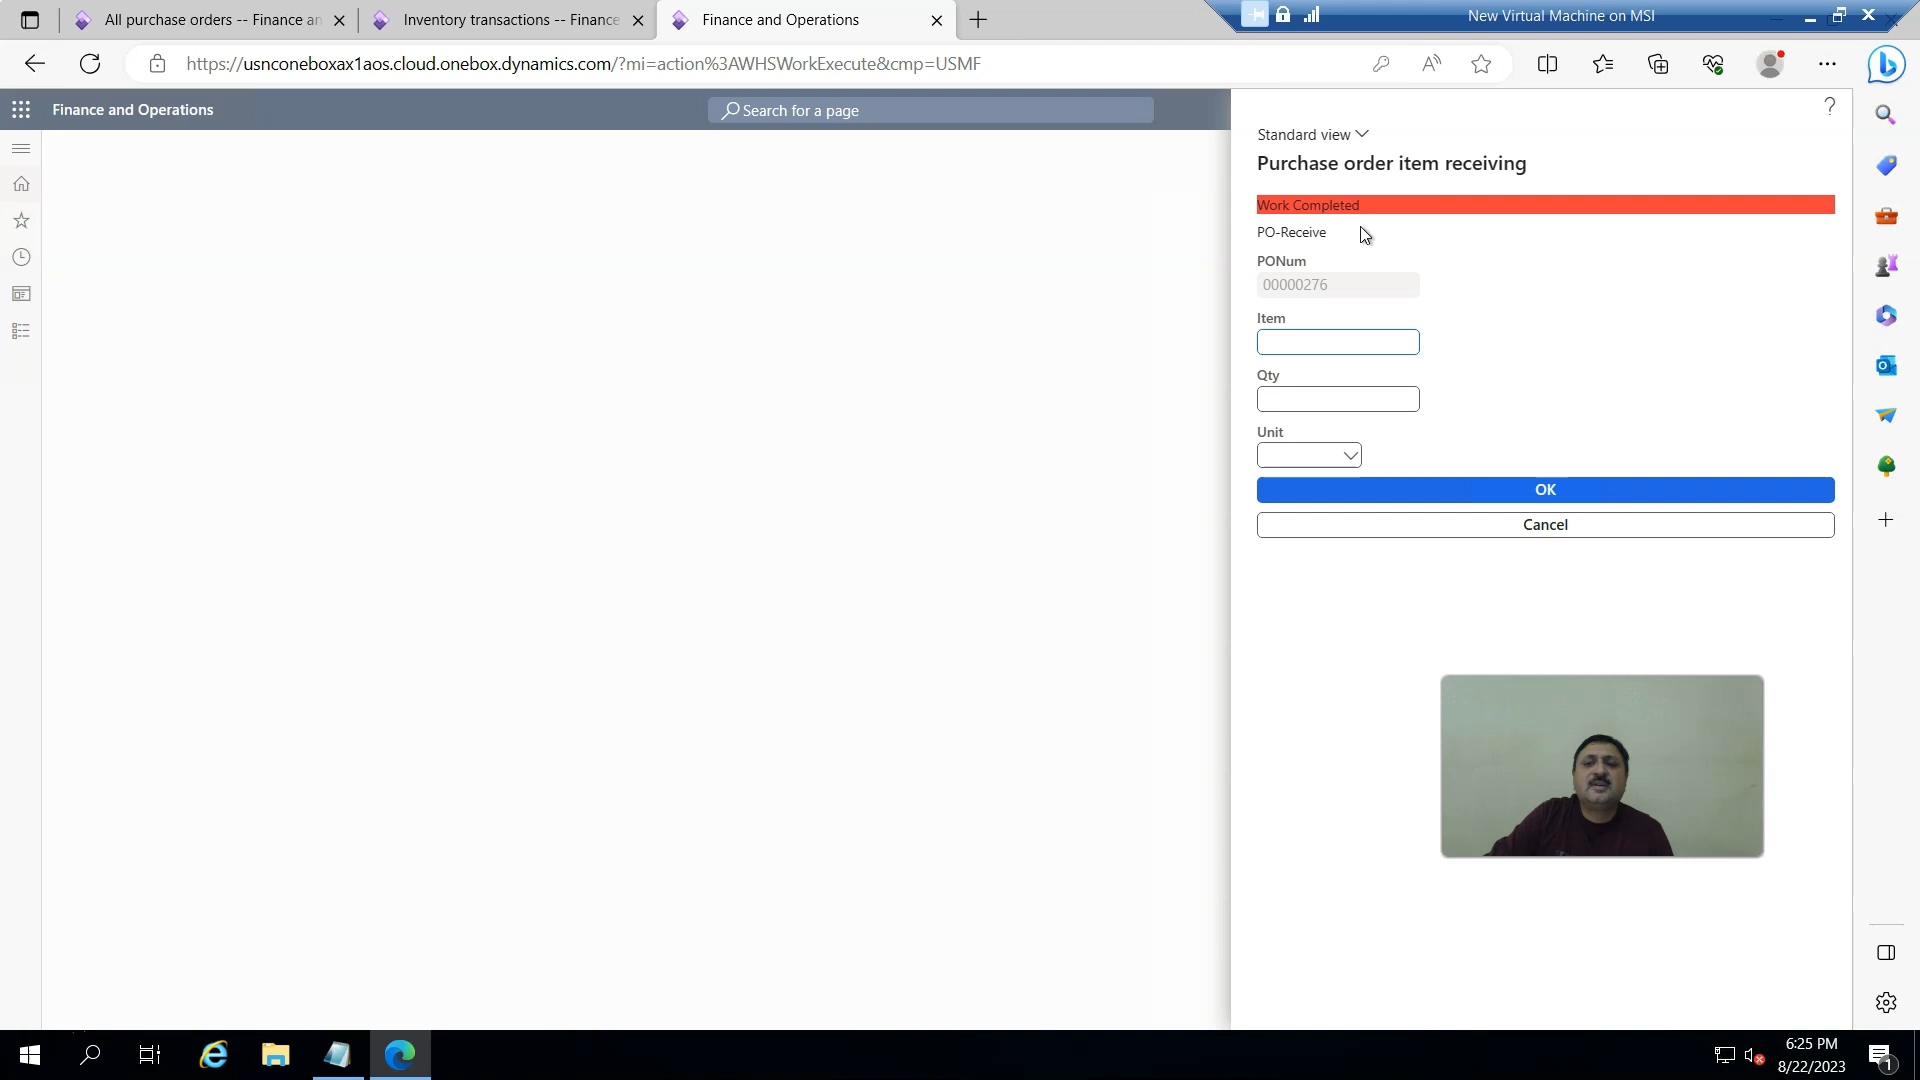 All purchase orders -- Finance an
Inventory transactions -- Finance
Finance and Operations
New Virtual Machine on MSI
https://usnconeboxax1aos.cloud.onebox.dynamics.com/?mi=action%3AWHSWorkExecute&cmp=USMF
Finance and Operations
Search for a page
?
Standard view
Purchase order item receiving
Work Completed
PO-Receive
PONum
00000276
Item
Qty
Unit
OK
Cancel
6:25 PM
8/22/2023
1